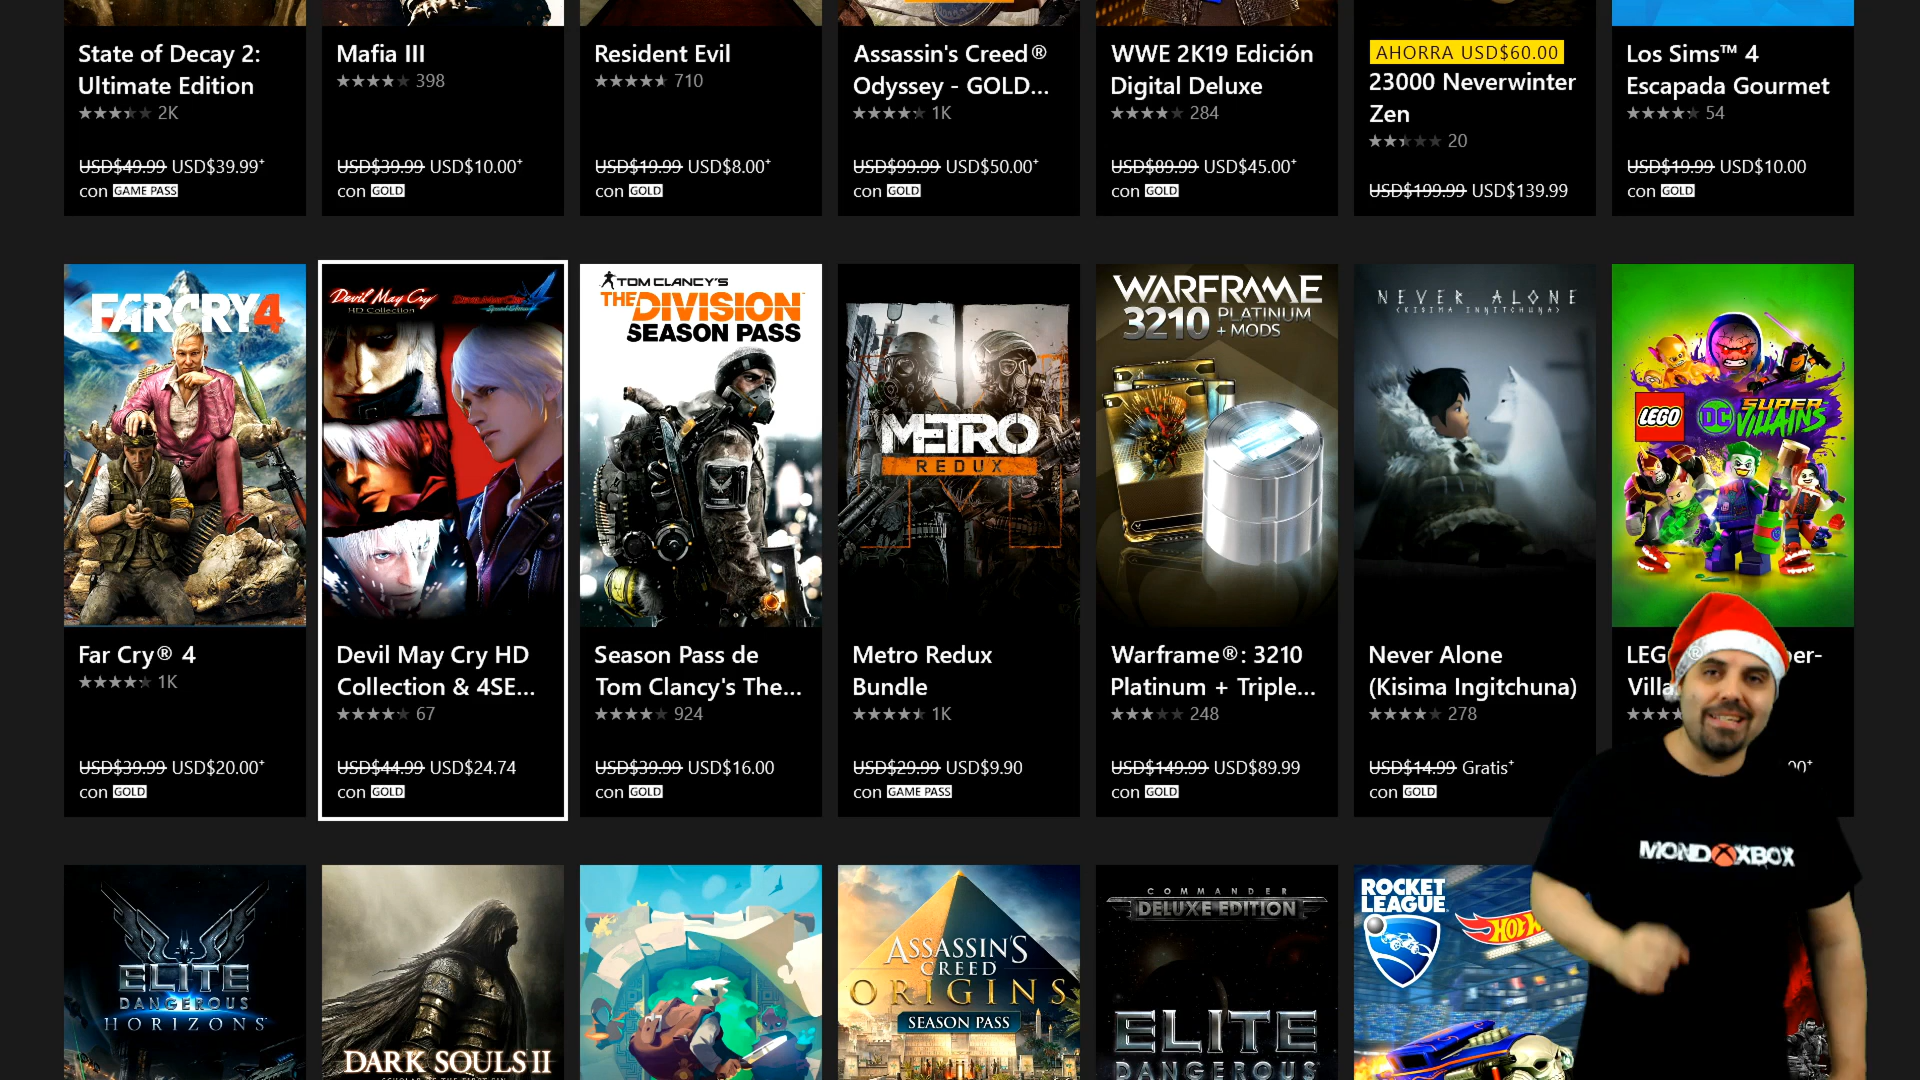 State of Decay 2:
Ultimate Edition
2K
USD$49.99 USD$39.99+
con GAME PASS
Mafia III
398
USD$39.99 USD$10.00+
con GOLD
Resident Evil
710
USD$19.99 USD$8.00+
con GOLD
Assassin's Creed®
Odyssey - GOLD...
1K
USD$99.99 USD$50.00+
con GOLD
WWE 2K19 Edición
Digital Deluxe
284
USD$89.99 USD$45.00+
con GOLD
AHORRA USD$60.00
23000 Neverwinter
Zen
20
USD$199.99 USD$139.99
Los Sims™ 4
Escapada Gourmet
54
USD$19.99 USD$10.00
con GOLD
FARCRY4
Far Cry® 4
1K
USD$39.99 USD$20.00+
con GOLD
Devil May Cry
HD Collection
Devil May Cry 4
Special Edition
Devil May Cry HD
Collection & 4SE...
67
USD$44.99 USD$24.74
con GOLD
TOM CLANCY'S
THE DIVISION
SEASON PASS
Season Pass de
Tom Clancy's The...
924
USD$39.99 USD$16.00
con GOLD
METRO
REDUX
Metro Redux
Bundle
1K
USD$29.99 USD$9.90
con GAME PASS
WARFRAME
3210 PLATINUM
+ MODS
Warframe®: 3210
Platinum + Triple...
248
USD$149.99 USD$89.99
con GOLD
NEVER ALONE
(KISIMA INGITCHUNA)
Never Alone
(Kisima Ingitchuna)
278
USD$14.99 Gratis+
con GOLD
LEGO DC SUPER
VILLAINS
MONDOXBOX
ELITE
DANGEROUS
HORIZONS
DARK SOULS II
ASSASSIN'S
CREED
ORIGINS
SEASON PASS
COMMANDER
DELUXE EDITION
ELITE
DANGEROUS
ROCKET
LEAGUE